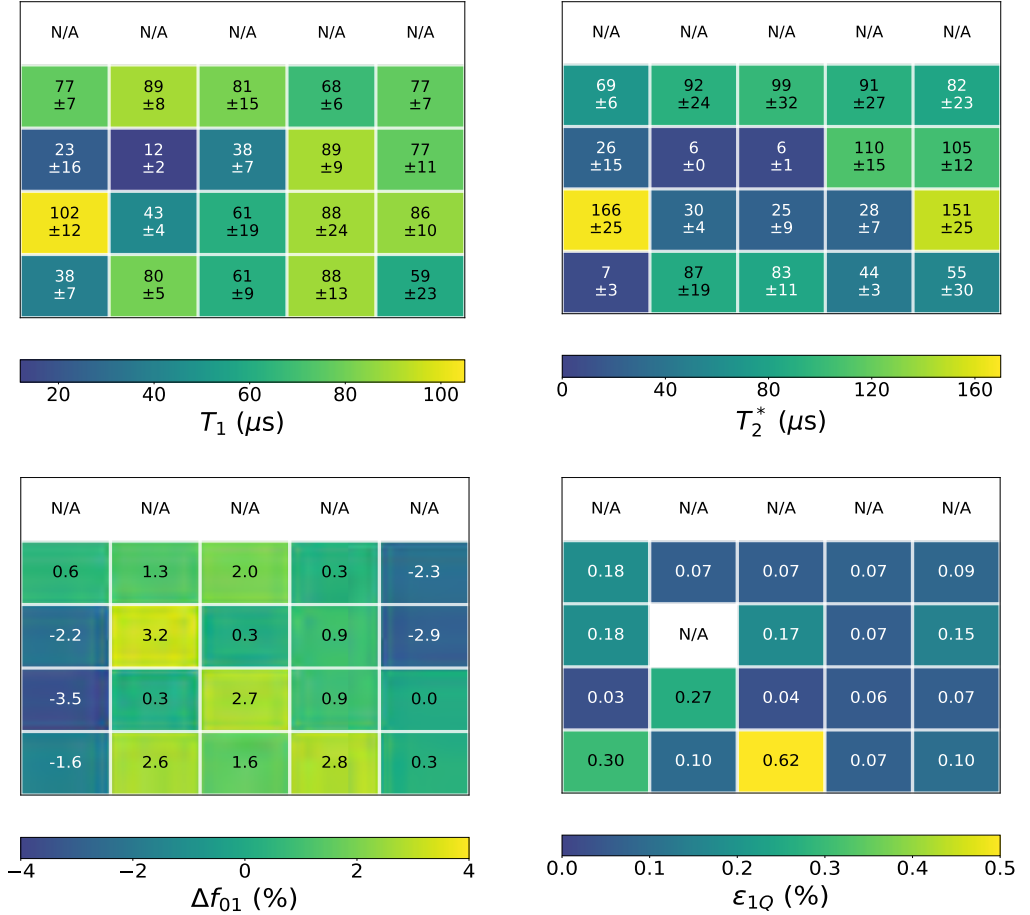 N/A N/A N/A N/A N/A
77 89 81 68 77
±7 ±8 ±15 ±6 ±7
23 12 38 89 77
±16 ±2 ±7 ±9 ±11
102 43 61 88 86
±12 ±4 ±19 ±24 ±10
38 80 61 88 59
±7 ±5 ±9 ±13 ±23
20 40 60 80 100
T₁ (μs)
N/A N/A N/A N/A N/A
69 92 99 91 82
±6 ±24 ±32 ±27 ±23
26 6 6 110 105
±15 ±0 ±1 ±15 ±12
166 30 25 28 151
±25 ±4 ±9 ±7 ±25
7 87 83 44 55
±3 ±19 ±11 ±3 ±30
0 40 80 120 160
T₂* (μs)
N/A N/A N/A N/A N/A
0.6 1.3 2.0 0.3 -2.3
-2.2 3.2 0.3 0.9 -2.9
-3.5 0.3 2.7 0.9 0.0
-1.6 2.6 1.6 2.8 0.3
−4 −2 0 2 4
Δf₀₁ (%)
N/A N/A N/A N/A N/A
0.18 0.07 0.07 0.07 0.09
0.18 N/A 0.17 0.07 0.15
0.03 0.27 0.04 0.06 0.07
0.30 0.10 0.62 0.07 0.10
0.0 0.1 0.2 0.3 0.4 0.5
ε₁Q (%)